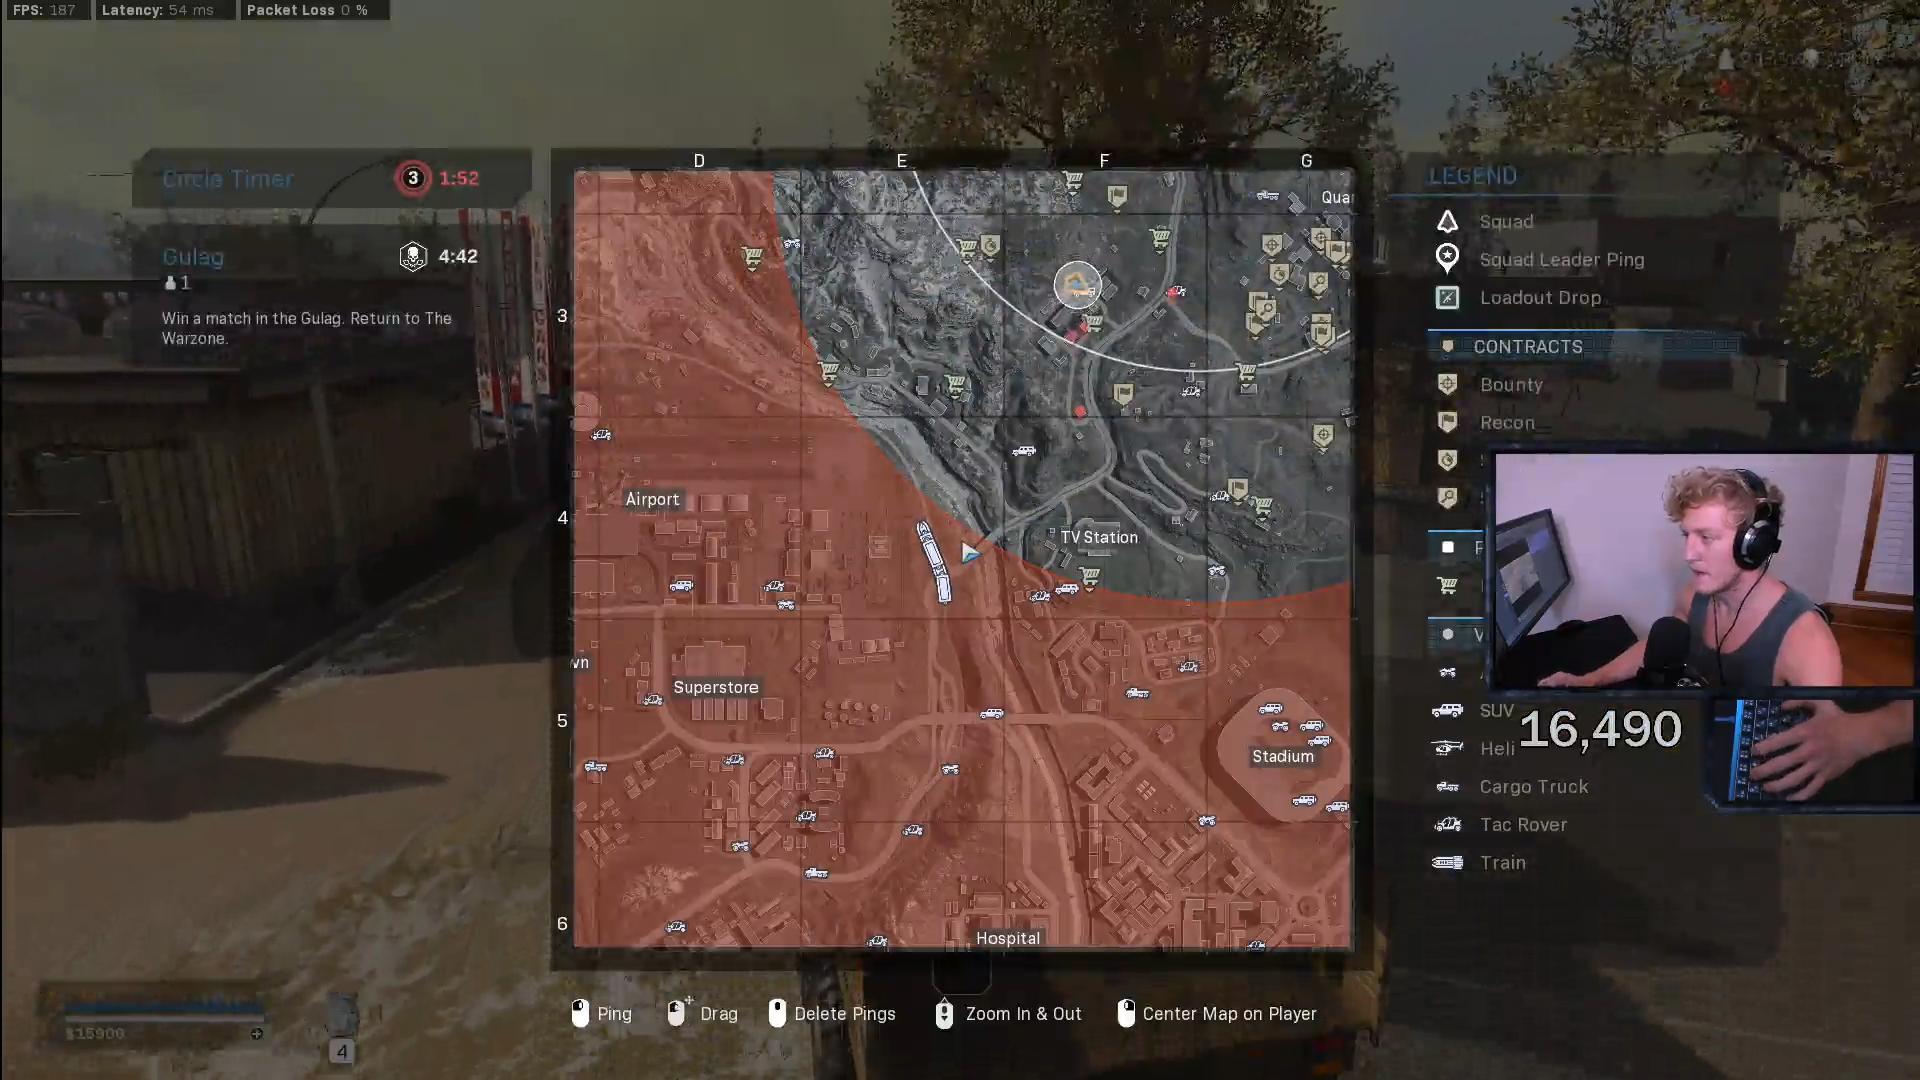 FPS: 187 Latency: 54 ms Packet Loss 0 %
Circle Timer 3 1:52
Gulag 4:42
1
Win a match in the Gulag. Return to The
Warzone.
D E F G
3
4
5
6
Quar
Airport
TV Station
wn
Superstore
Stadium
Hospital
LEGEND
Squad
Squad Leader Ping
Loadout Drop
CONTRACTS
Bounty
Recon
SUV
Heli
Cargo Truck
Tac Rover
Train
16,490
$15900
4
Ping Drag Delete Pings Zoom In & Out Center Map on Player